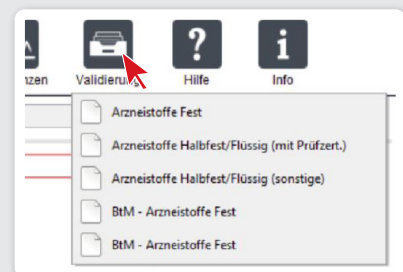 nzen Validierung Hilfe Info
Arzneistoffe Fest
Arzneistoffe Halbfest/Flüssig (mit Prüfzert.)
Arzneistoffe Halbfest/Flüssig (sonstige)
BtM - Arzneistoffe Fest
BtM - Arzneistoffe Fest